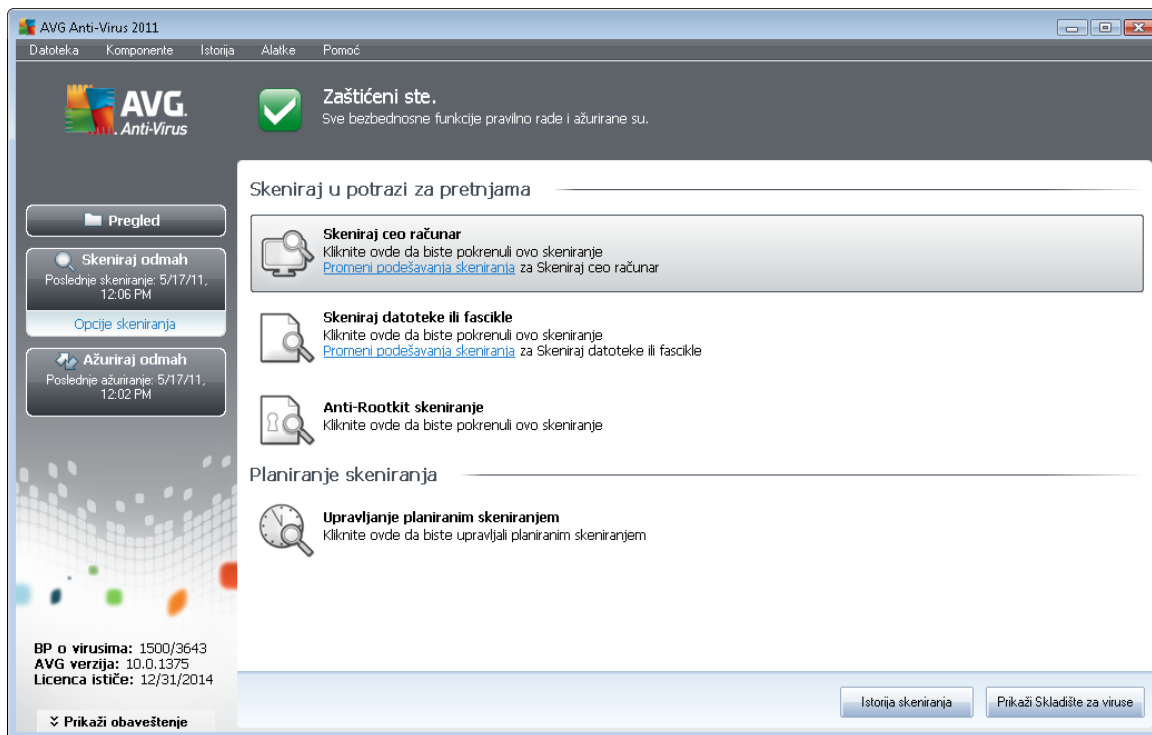 AVG Anti-Virus 2011
Datoteka Komponente Istorija Alatke Pomoć
AVG.
Anti-Virus
Zaštićeni ste.
Sve bezbednosne funkcije pravilno rade i ažurirane su.
Pregled
Skeniraj odmah
Poslednje skeniranje: 5/17/11,
12:06 PM
Opcije skeniranja
Ažuriraj odmah
Poslednje ažuriranje: 5/17/11,
12:02 PM
BP o virusima: 1500/3643
AVG verzija: 10.0.1375
Licenca ističe: 12/31/2014
Prikaži obaveštenje
Skeniraj u potrazi za pretnjama
Skeniraj ceo računar
Kliknite ovde da biste pokrenuli ovo skeniranje
Promeni podešavanja skeniranja za Skeniraj ceo računar
Skeniraj datoteke ili fascikle
Kliknite ovde da biste pokrenuli ovo skeniranje
Promeni podešavanja skeniranja za Skeniraj datoteke ili fascikle
Anti-Rootkit skeniranje
Kliknite ovde da biste pokrenuli ovo skeniranje
Planiranje skeniranja
Upravljanje planiranim skeniranjem
Kliknite ovde da biste upravljali planiranim skeniranjem
Istorija skeniranja
Prikaži Skladište za viruse